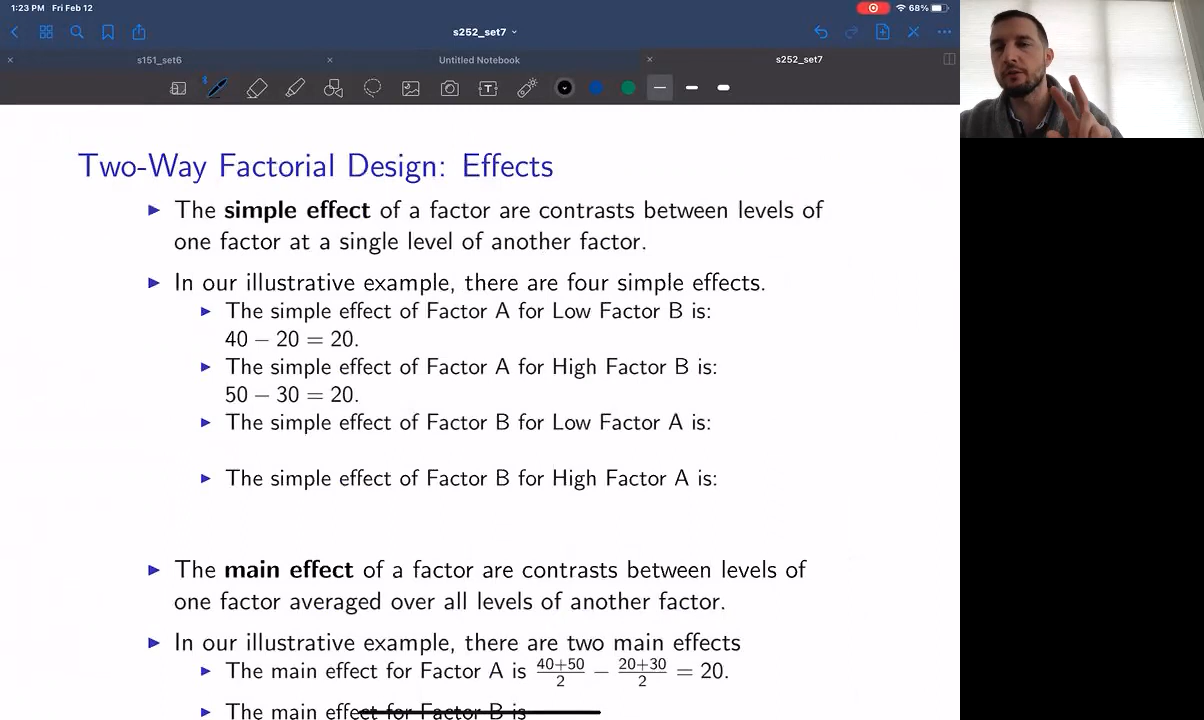 1:23 PM Fri Feb 12
68%
s252_set7
s151_set6
Untitled Notebook
s252_set7
T
Two-Way Factorial Design: Effects
The simple effect of a factor are contrasts between levels of
one factor at a single level of another factor.
In our illustrative example, there are four simple effects.
The simple effect of Factor A for Low Factor B is:
40 − 20 = 20.
The simple effect of Factor A for High Factor B is:
50 − 30 = 20.
The simple effect of Factor B for Low Factor A is:
The simple effect of Factor B for High Factor A is:
The main effect of a factor are contrasts between levels of
one factor averaged over all levels of another factor.
In our illustrative example, there are two main effects
The main effect for Factor A is (40+50)/2 − (20+30)/2 = 20.
The main effect for Factor B is